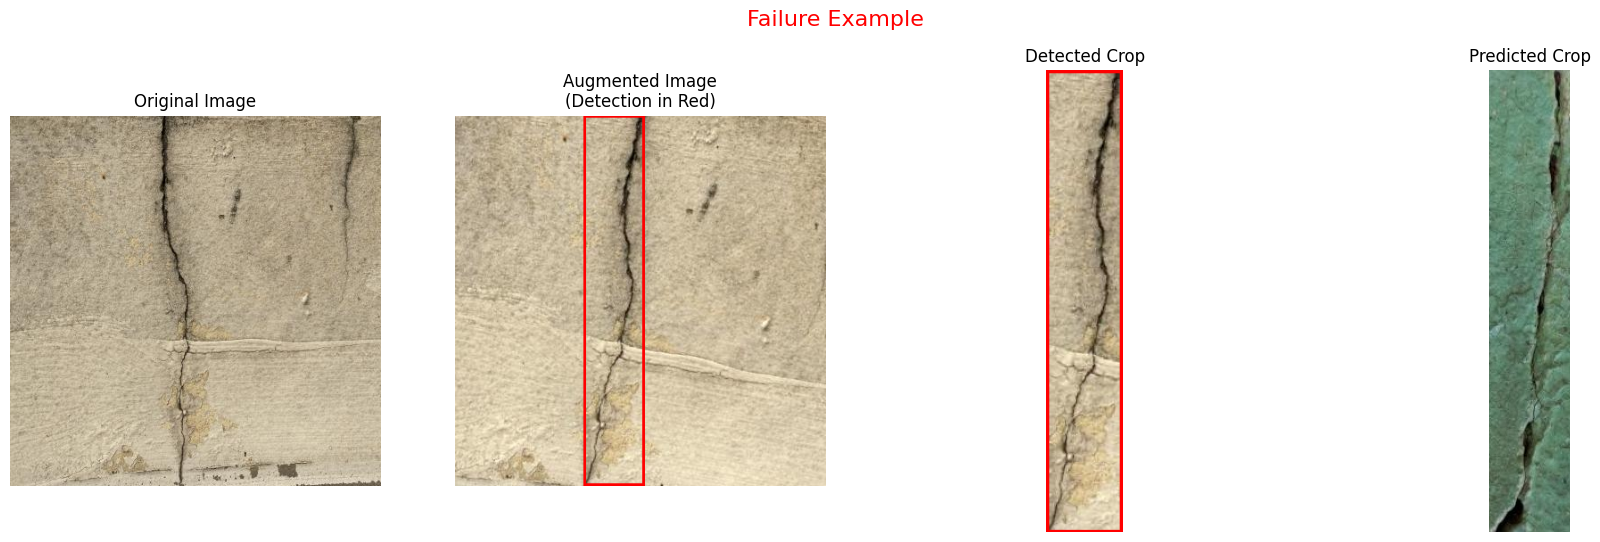 Failure Example
Original Image
Augmented Image
(Detection in Red)
Detected Crop
Predicted Crop